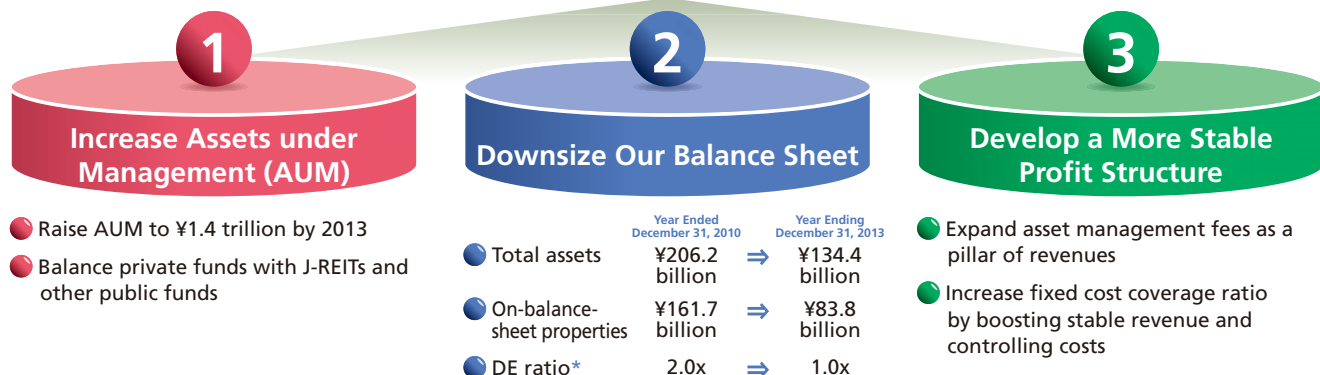 1
Increase Assets under
Management (AUM)
Raise AUM to ¥1.4 trillion by 2013
Balance private funds with J-REITs and
other public funds
2
Downsize Our Balance Sheet
Year Ended
December 31, 2010
Year Ending
December 31, 2013
Total assets ¥206.2 billion ⇒ ¥134.4 billion
On-balance-
sheet properties ¥161.7 billion ⇒ ¥83.8 billion
DE ratio* 2.0x ⇒ 1.0x
3
Develop a More Stable
Profit Structure
Expand asset management fees as a
pillar of revenues
Increase fixed cost coverage ratio
by boosting stable revenue and
controlling costs